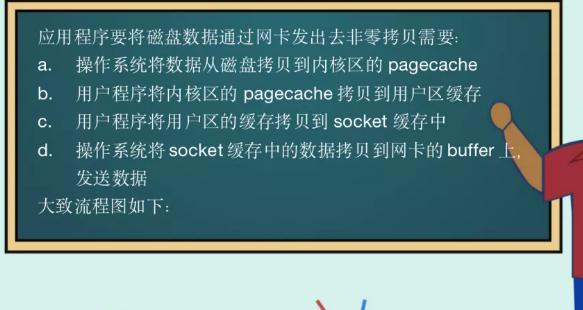 应用程序要将磁盘数据通过网卡发出去非零拷贝需要:
a. 操作系统将数据从磁盘拷贝到内核区的 pagecache
b. 用户程序将内核区的 pagecache 拷贝到用户区缓存
c. 用户程序将用户区的缓存拷贝到 socket 缓存中
d. 操作系统将 socket 缓存中的数据拷贝到网卡的 buffer 上,
发送数据
大致流程图如下: